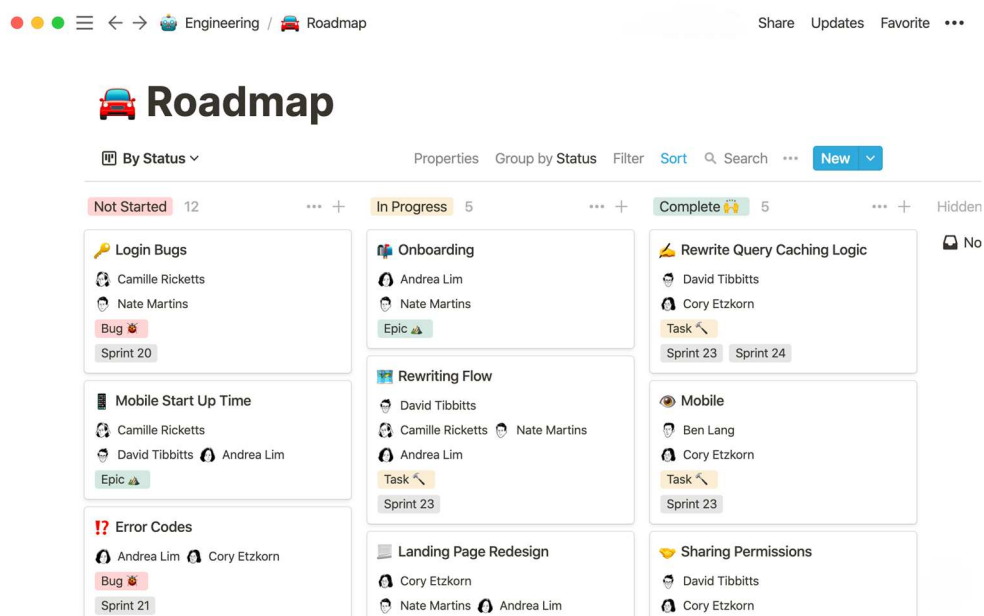 Engineering / Roadmap Share Updates Favorite
Roadmap
By Status Properties Group by Status Filter Sort Search New
Not Started 12
In Progress 5
Complete 5
Hidden
No
Login Bugs
Camille Ricketts
Nate Martins
Bug
Sprint 20
Mobile Start Up Time
Camille Ricketts
David Tibbitts Andrea Lim
Epic
Error Codes
Andrea Lim Cory Etzkorn
Bug
Sprint 21
Onboarding
Andrea Lim
Nate Martins
Epic
Rewriting Flow
David Tibbitts
Camille Ricketts Nate Martins
Andrea Lim
Task
Sprint 23
Landing Page Redesign
Cory Etzkorn
Nate Martins Andrea Lim
Rewrite Query Caching Logic
David Tibbitts
Cory Etzkorn
Task
Sprint 23 Sprint 24
Mobile
Ben Lang
Cory Etzkorn
Task
Sprint 23
Sharing Permissions
David Tibbitts
Cory Etzkorn